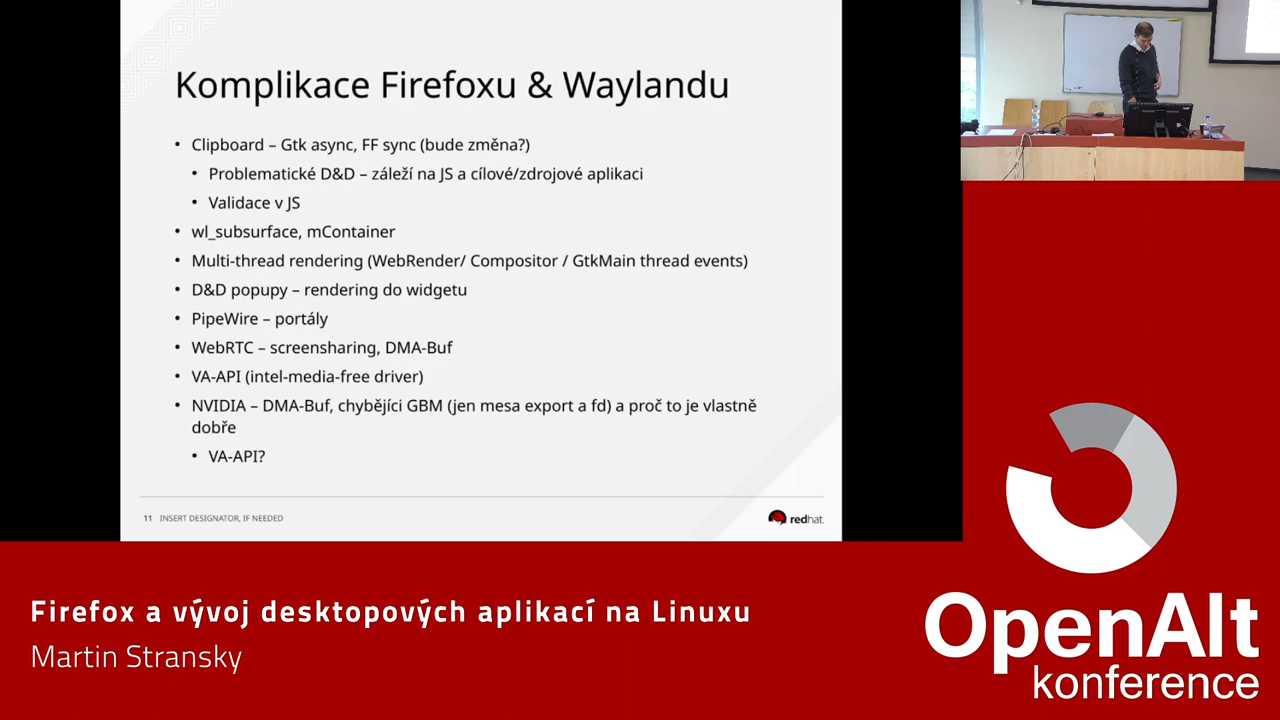 Komplikace Firefoxu & Waylandu
• Clipboard – Gtk async, FF sync (bude změna?)
• Problematické D&D – záleží na JS a cílové/zdrojové aplikaci
• Validace v JS
• wl_subsurface, mContainer
• Multi-thread rendering (WebRender/ Compositor / GtkMain thread events)
• D&D popupy – rendering do widgetu
• PipeWire – portály
• WebRTC – screensharing, DMA-Buf
• VA-API (intel-media-free driver)
• NVIDIA – DMA-Buf, chybějíci GBM (jen mesa export a fd) a proč to je vlastně
dobře
• VA-API?
11 INSERT DESIGNATOR, IF NEEDED
redhat.
Firefox a vývoj desktopových aplikací na Linuxu
Martin Stransky
OpenAlt
konference